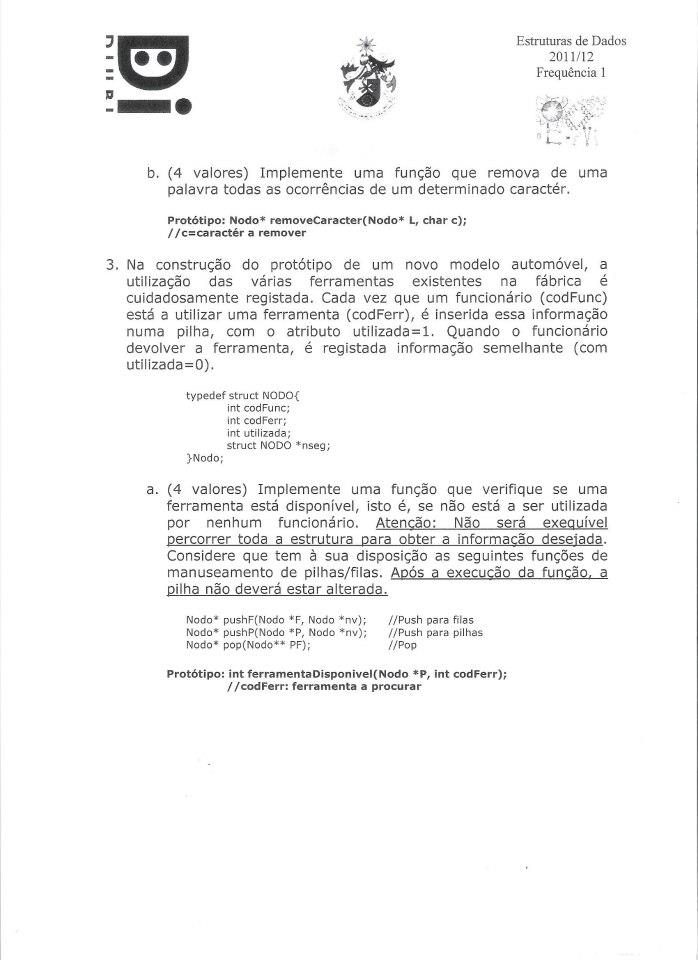 Estruturas de Dados
2011/12
Frequência 1
b. (4 valores) Implemente uma função que remova de uma
palavra todas as ocorrências de um determinado caractér.
Protótipo: Nodo* removeCaracter(Nodo* L, char c);
//c=caractér a remover
3. Na construção do protótipo de um novo modelo automóvel, a
utilização das várias ferramentas existentes na fábrica é
cuidadosamente registada. Cada vez que um funcionário (codFunc)
está a utilizar uma ferramenta (codFerr), é inserida essa informação
numa pilha, com o atributo utilizada=1. Quando o funcionário
devolver a ferramenta, é registada informação semelhante (com
utilizada=0).
typedef struct NODO{
int codFunc;
int codFerr;
int utilizada;
struct NODO *nseg;
}Nodo;
a. (4 valores) Implemente uma função que verifique se uma
ferramenta está disponível, isto é, se não está a ser utilizada
por nenhum funcionário. Atenção: Não será exequível
percorrer toda a estrutura para obter a informação desejada.
Considere que tem à sua disposição as seguintes funções de
manuseamento de pilhas/filas. Após a execução da função, a
pilha não deverá estar alterada.
Nodo* pushF(Nodo *F, Nodo *nv); //Push para filas
Nodo* pushP(Nodo *P, Nodo *nv); //Push para pilhas
Nodo* pop(Nodo** PF); //Pop
Protótipo: int ferramentaDisponivel(Nodo *P, int codFerr);
//codFerr: ferramenta a procurar